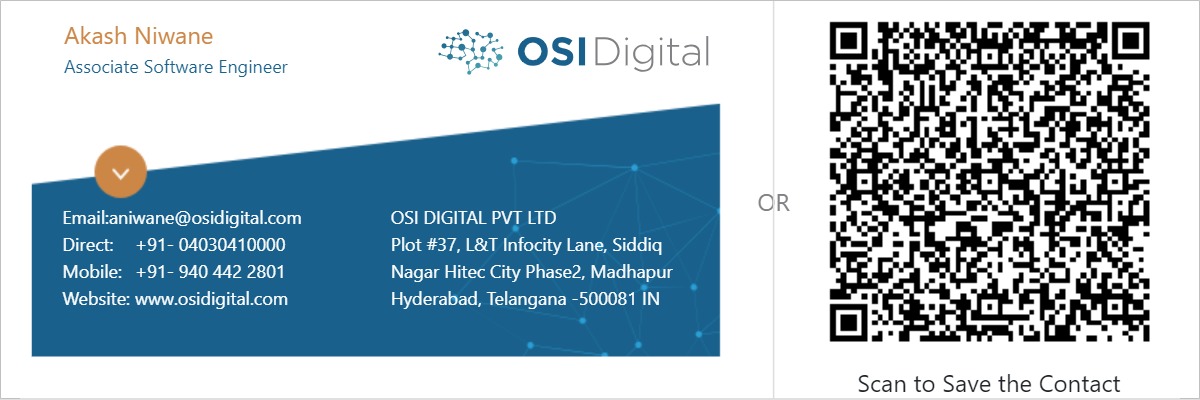 Akash Niwane
Associate Software Engineer
OSI Digital
Email:aniwane@osidigital.com
Direct: +91- 04030410000
Mobile: +91- 940 442 2801
Website: www.osidigital.com
OSI DIGITAL PVT LTD
Plot #37, L&T Infocity Lane, Siddiq
Nagar Hitec City Phase2, Madhapur
Hyderabad, Telangana -500081 IN
OR
Scan to Save the Contact